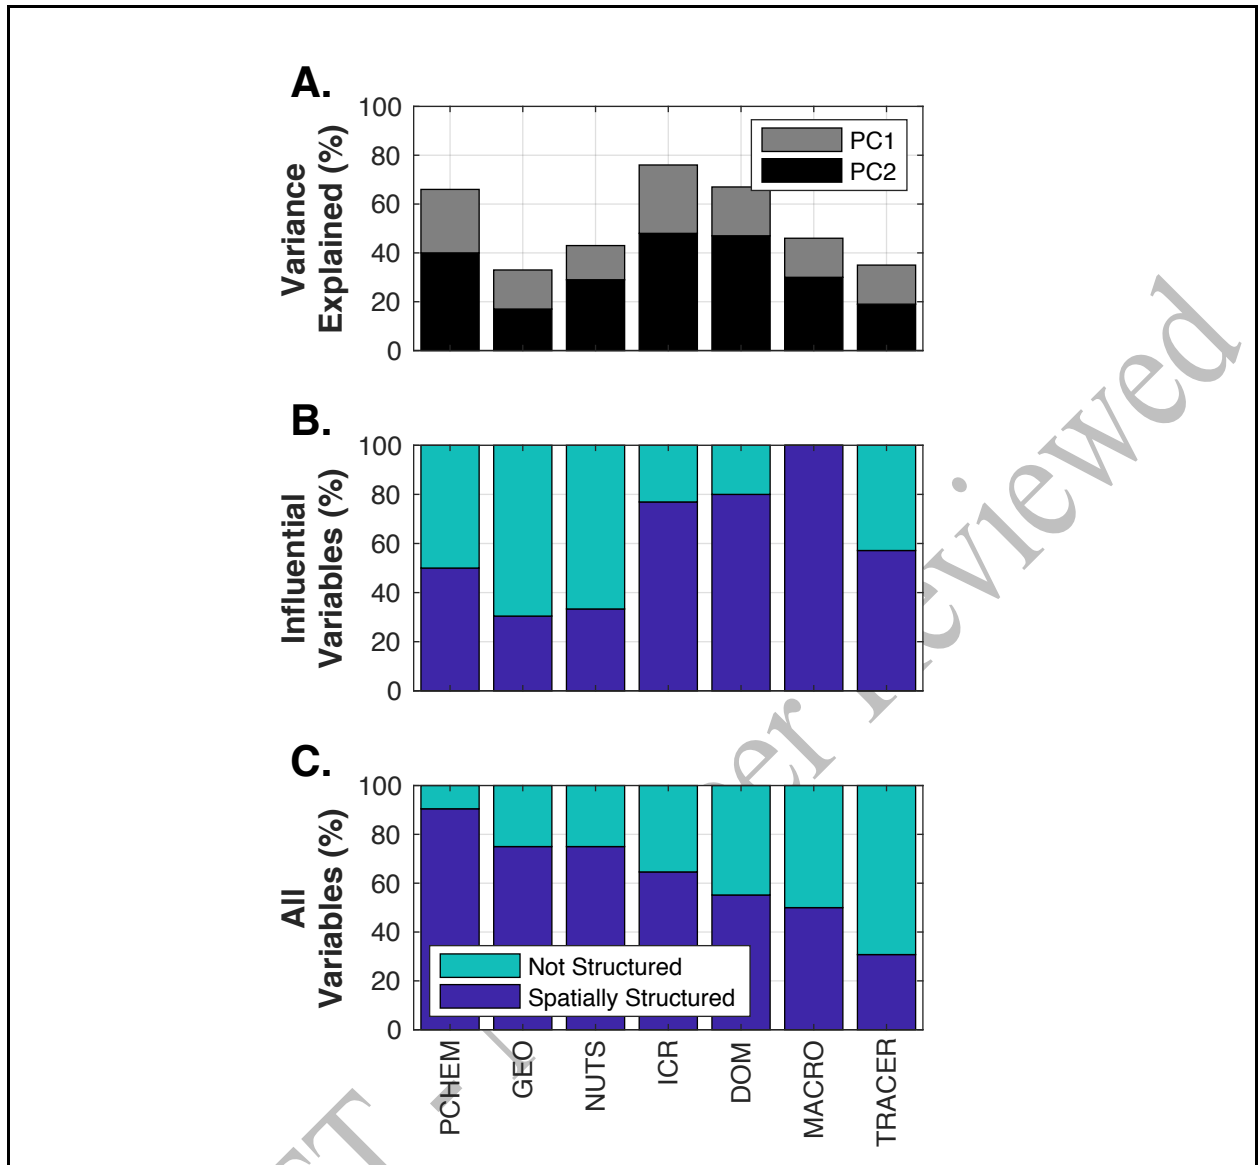 A.
100
80
60
40
20
0
Variance
Explained (%)
PC1
PC2
B.
100
80
60
40
20
0
Influential
Variables (%)
C.
100
80
60
40
20
0
All
Variables (%)
Not Structured
Spatially Structured
PCHEM
GEO
NUTS
ICR
DOM
MACRO
TRACER